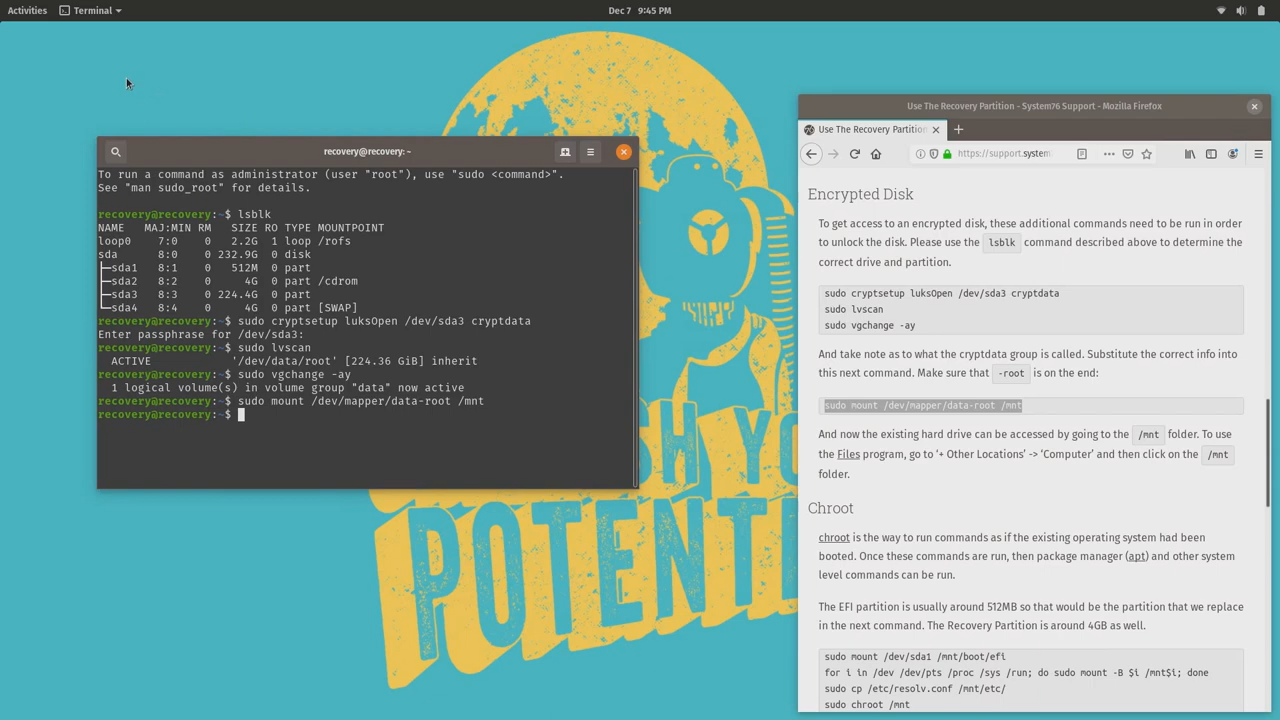 Activities
Terminal
Dec 7 9:45 PM
recovery@recovery: ~
To run a command as administrator (user "root"), use "sudo <command>".
See "man sudo_root" for details.
recovery@recovery:~$ lsblk
NAME MAJ:MIN RM SIZE RO TYPE MOUNTPOINT
loop0 7:0 0 2.2G 1 loop /rofs
sda 8:0 0 232.9G 0 disk
├─sda1 8:1 0 512M 0 part
├─sda2 8:2 0 4G 0 part /cdrom
├─sda3 8:3 0 224.4G 0 part
└─sda4 8:4 0 4G 0 part [SWAP]
recovery@recovery:~$ sudo cryptsetup luksOpen /dev/sda3 cryptdata
Enter passphrase for /dev/sda3:
recovery@recovery:~$ sudo lvscan
ACTIVE '/dev/data/root' [224.36 GiB] inherit
recovery@recovery:~$ sudo vgchange -ay
1 logical volume(s) in volume group "data" now active
recovery@recovery:~$ sudo mount /dev/mapper/data-root /mnt
recovery@recovery:~$
POTENT
Use The Recovery Partition - System76 Support - Mozilla Firefox
Use The Recovery Partition
https://support.system
Encrypted Disk
To get access to an encrypted disk, these additional commands need to be run in order
to unlock the disk. Please use the lsblk command described above to determine the
correct drive and partition.
sudo cryptsetup luksOpen /dev/sda3 cryptdata
sudo lvscan
sudo vgchange -ay
And take note as to what the cryptdata group is called. Substitute the correct info into
this next command. Make sure that -root is on the end:
sudo mount /dev/mapper/data-root /mnt
And now the existing hard drive can be accessed by going to the /mnt folder. To use
the Files program, go to '+ Other Locations' -> 'Computer' and then click on the /mnt
folder.
Chroot
chroot is the way to run commands as if the existing operating system had been
booted. Once these commands are run, then package manager (apt) and other system
level commands can be run.
The EFI partition is usually around 512MB so that would be the partition that we replace
in the next command. The Recovery Partition is around 4GB as well.
sudo mount /dev/sda1 /mnt/boot/efi
for i in /dev /dev/pts /proc /sys /run; do sudo mount -B $i /mnt$i; done
sudo cp /etc/resolv.conf /mnt/etc/
sudo chroot /mnt